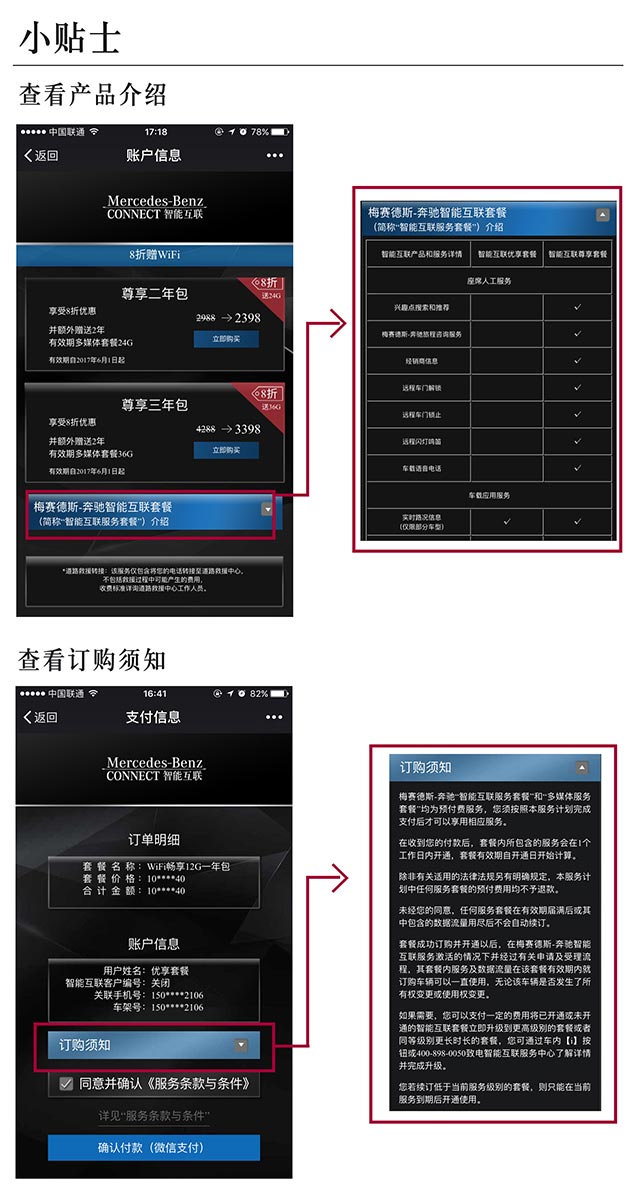 小贴士
查看产品介绍
中国联通 17:18 78%
返回 账户信息
Mercedes-Benz
CONNECT 智能互联
8折赠WiFi
尊享二年包
8折
送24G
享受8折优惠
2988 → 2398
并额外赠送2年
有效期多媒体套餐24G
立即购买
有效期自2017年6月1日起
尊享三年包
8折
送36G
享受8折优惠
4288 → 3398
并额外赠送2年
有效期多媒体套餐36G
立即购买
有效期自2017年6月1日起
梅赛德斯-奔驰智能互联套餐
（简称“智能互联服务套餐”）介绍
*道路救援转接：该服务仅包含将您的电话转接至道路救援中心，
不包括救援过程中可能产生的费用，
收费标准详询道路救援中心工作人员。
梅赛德斯-奔驰智能互联套餐
（简称“智能互联服务套餐”）介绍
智能互联产品和服务详情 智能互联优享套餐 智能互联尊享套餐
座席人工服务
兴趣点搜索和推荐 ✓
梅赛德斯-奔驰旅程咨询服务 ✓
经销商信息 ✓
远程车门解锁 ✓
远程车门锁止 ✓
远程闪灯鸣笛 ✓
车载语音电话 ✓
车载应用服务
实时路况信息
（仅限部分车型） ✓ ✓
查看订购须知
中国联通 16:41 82%
返回 支付信息
Mercedes-Benz
CONNECT 智能互联
订单明细
套餐名称：WiFi畅享12G一年包
套餐价格：10****40
合计金额：10****40
账户信息
用户姓名：优享套餐
智能互联客户编号：关闭
关联手机号：150****2106
车架号：150****2106
订购须知
同意并确认《服务条款与条件》
详见“服务条款与条件”
确认付款（微信支付）
订购须知
梅赛德斯-奔驰“智能互联服务套餐”和“多媒体服务
套餐”均为预付费服务，您须按照本服务计划完成
支付后才可以享用相应服务。
在收到您的付款后，套餐内所包含的服务会在1个
工作日内开通，套餐有效期自开通日开始计算。
除非有关适用的法律法规另有明确规定，本服务计
划中任何服务套餐的预付费用均不予退款。
未经您的同意，任何服务套餐在有效期届满后或其
中包含的数据流量用尽后不会自动续订。
套餐成功订购并开通以后，在梅赛德斯-奔驰智能
互联服务激活的情况下并经过有关申请及受理流
程，其套餐内服务及数据流量在该套餐有效期内就
订购车辆可以一直使用，无论该车辆是否发生了所
有权变更或使用权变更。
如果需要，您可以支付一定的费用将已开通或未开
通的智能互联套餐立即升级到更高级别的套餐或者
同等级别更长时长的套餐，您可通过车内【i】按
钮或400-898-0050致电智能互联服务中心了解详情
并完成升级。
您若续订低于当前服务级别的套餐，则只能在当前
服务到期后开通使用。